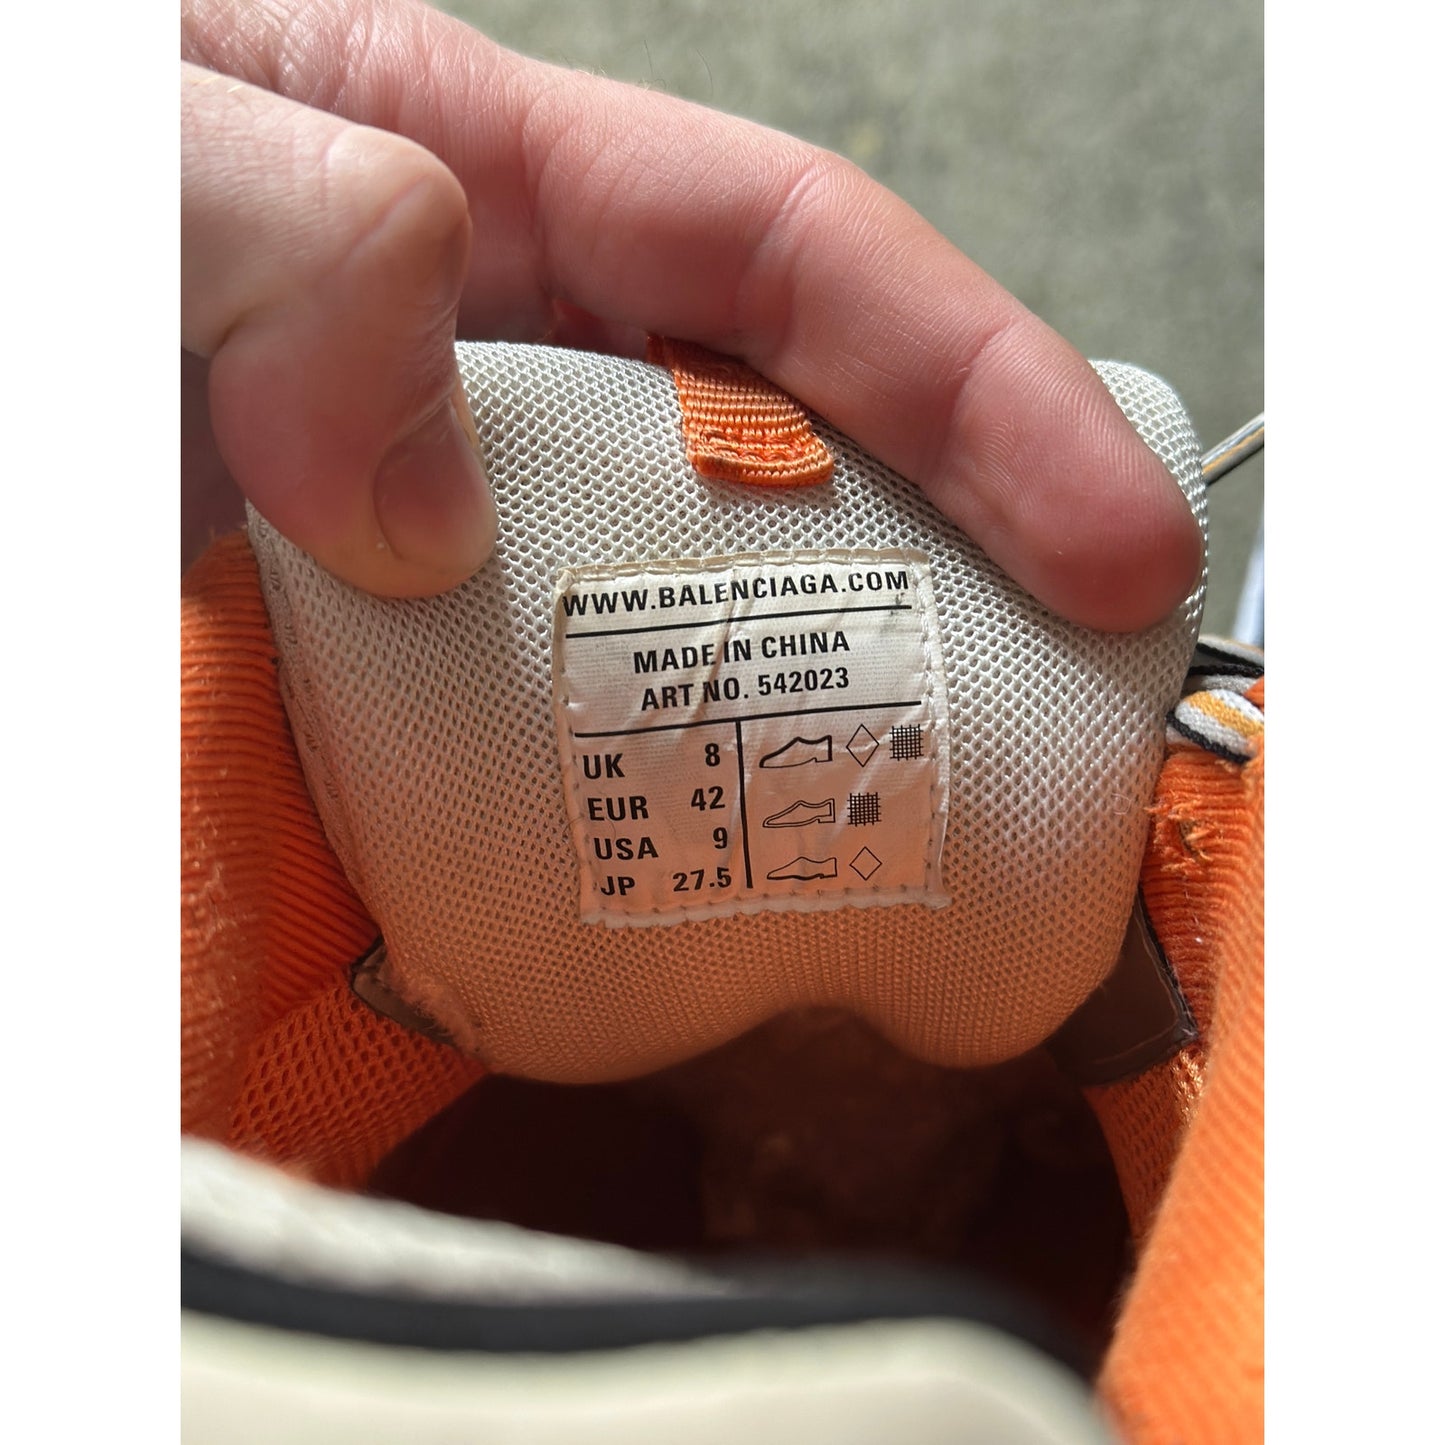 WWW.BALENCIAGA.COM
MADE IN CHINA
ART NO. 542023
UK 8
EUR 42
USA 9
JP 27.5